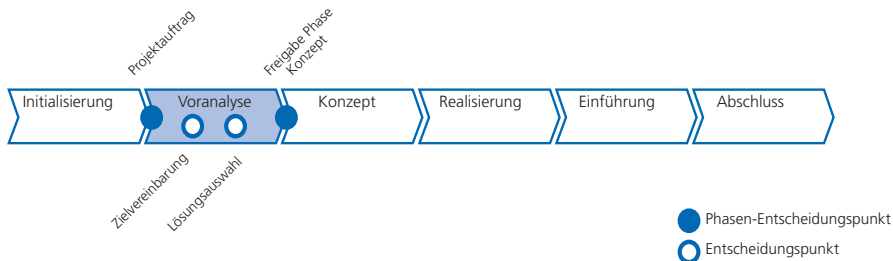 Projektauftrag
Freigabe Phase
Konzept
Initialisierung
Voranalyse
Konzept
Realisierung
Einführung
Abschluss
Zielvereinbarung
Lösungsauswahl
Phasen-Entscheidungspunkt
Entscheidungspunkt